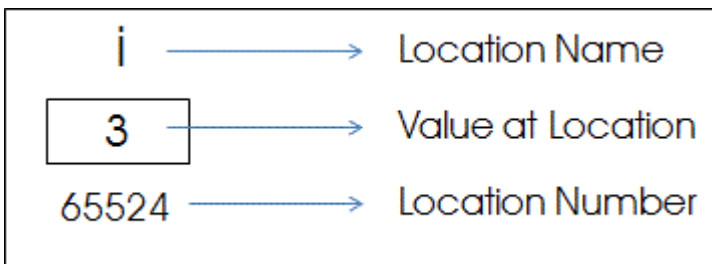 i Location Name
3 Value at Location
65524 Location Number